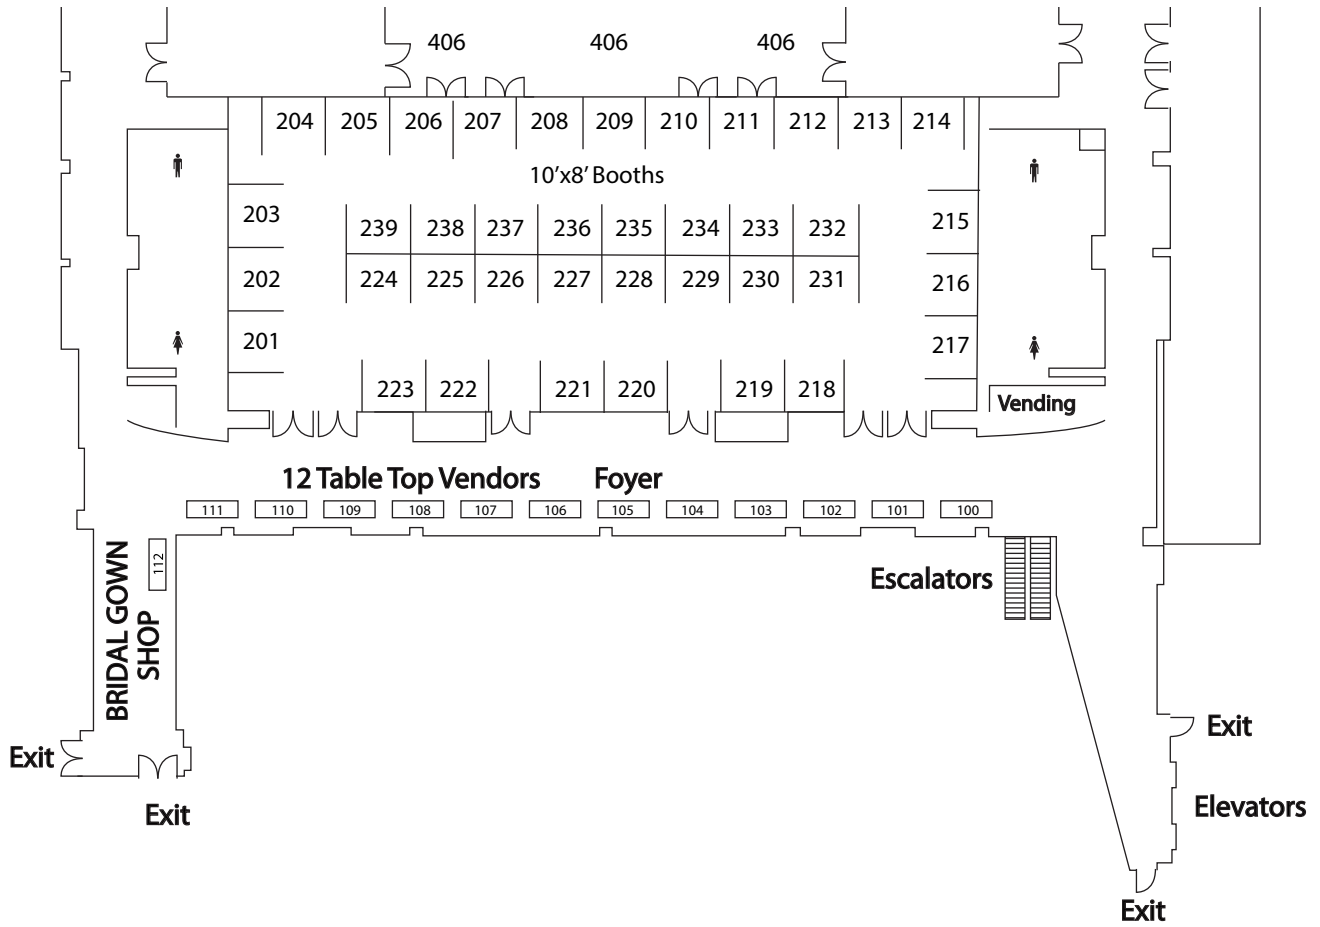 406 406 406
204 205 206 207 208 209 210 211 212 213 214
10'x8' Booths
203 215
239 238 237 236 235 234 233 232
202 216
224 225 226 227 228 229 230 231
201 217
223 222 221 220 219 218
Vending
12 Table Top Vendors Foyer
111 110 109 108 107 106 105 104 103 102 101 100
112
BRIDAL GOWN
SHOP
Escalators
Exit
Exit
Exit
Elevators
Exit